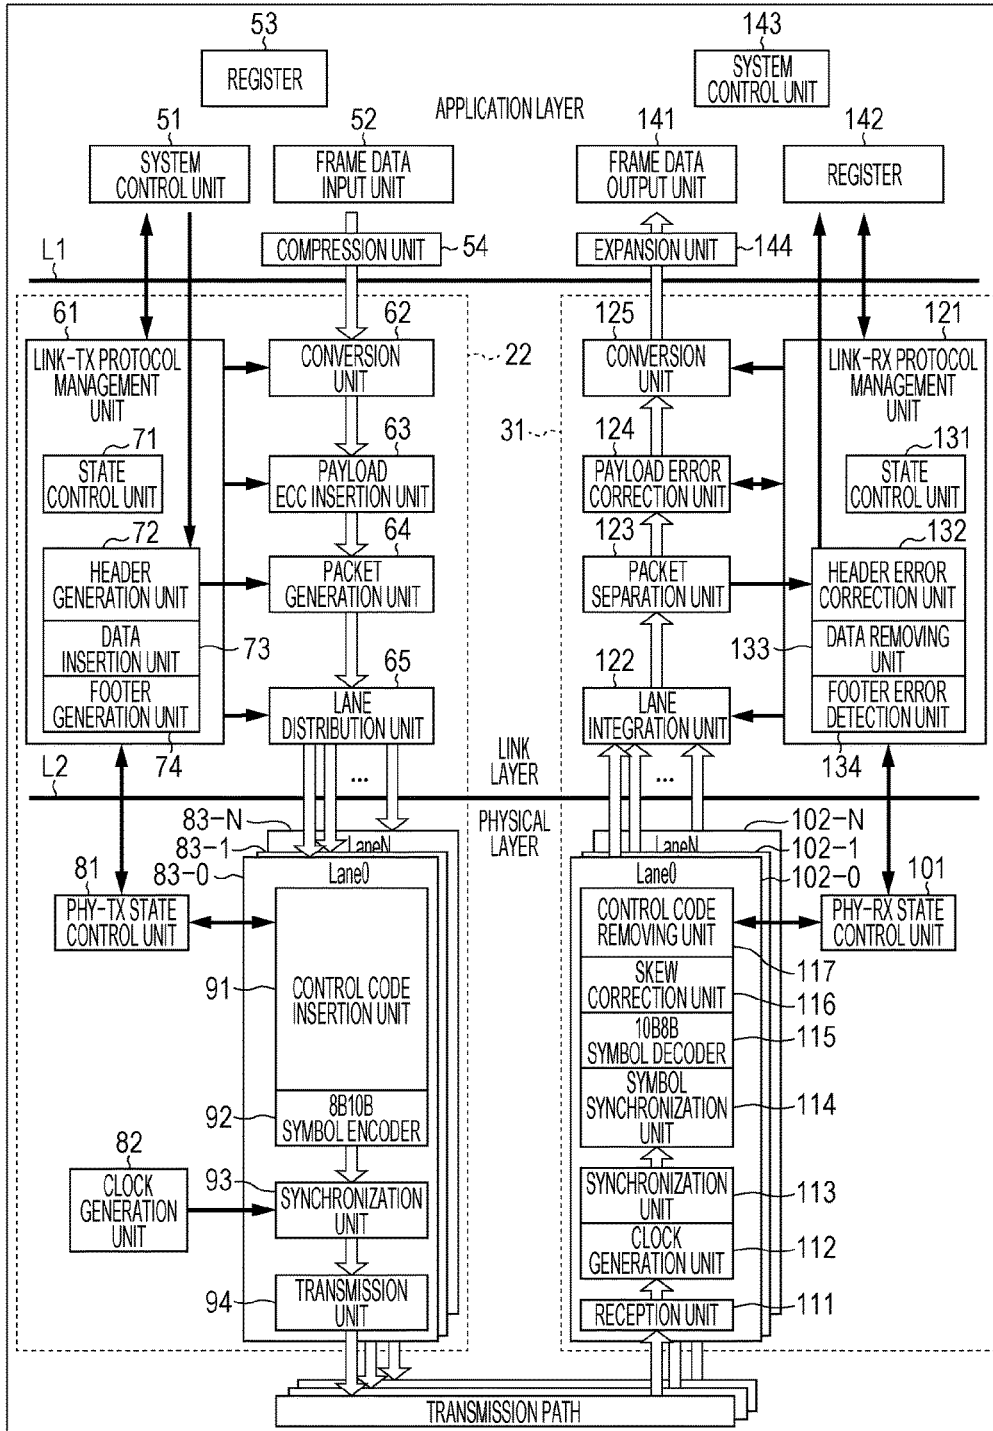 53
REGISTER
143
SYSTEM
CONTROL UNIT
APPLICATION LAYER
51
SYSTEM
CONTROL UNIT
52
FRAME DATA
INPUT UNIT
141
FRAME DATA
OUTPUT UNIT
142
REGISTER
COMPRESSION UNIT
54
EXPANSION UNIT
144
L1
61
LINK-TX PROTOCOL
MANAGEMENT
UNIT
62
CONVERSION
UNIT
22
125
CONVERSION
UNIT
121
LINK-RX PROTOCOL
MANAGEMENT
UNIT
31
71
STATE
CONTROL UNIT
63
PAYLOAD
ECC INSERTION UNIT
124
PAYLOAD ERROR
CORRECTION UNIT
131
STATE
CONTROL UNIT
72
HEADER
GENERATION UNIT
64
PACKET
GENERATION UNIT
123
PACKET
SEPARATION UNIT
132
HEADER ERROR
CORRECTION UNIT
DATA
INSERTION UNIT
73
133
DATA REMOVING
UNIT
FOOTER
GENERATION UNIT
74
65
LANE
DISTRIBUTION UNIT
122
LANE
INTEGRATION UNIT
FOOTER ERROR
DETECTION UNIT
134
...
...
LINK
LAYER
L2
PHYSICAL
LAYER
83-N
LaneN
83-1
83-0
Lane0
102-N
LaneN
102-1
102-0
Lane0
81
PHY-TX STATE
CONTROL UNIT
101
PHY-RX STATE
CONTROL UNIT
91
CONTROL CODE
INSERTION UNIT
CONTROL CODE
REMOVING UNIT
117
SKEW
CORRECTION UNIT
116
10B8B
SYMBOL DECODER
115
92
8B10B
SYMBOL ENCODER
SYMBOL
SYNCHRONIZATION
UNIT
114
82
CLOCK
GENERATION
UNIT
93
SYNCHRONIZATION
UNIT
SYNCHRONIZATION
UNIT
113
CLOCK
GENERATION UNIT
112
94
TRANSMISSION
UNIT
RECEPTION UNIT
111
TRANSMISSION PATH